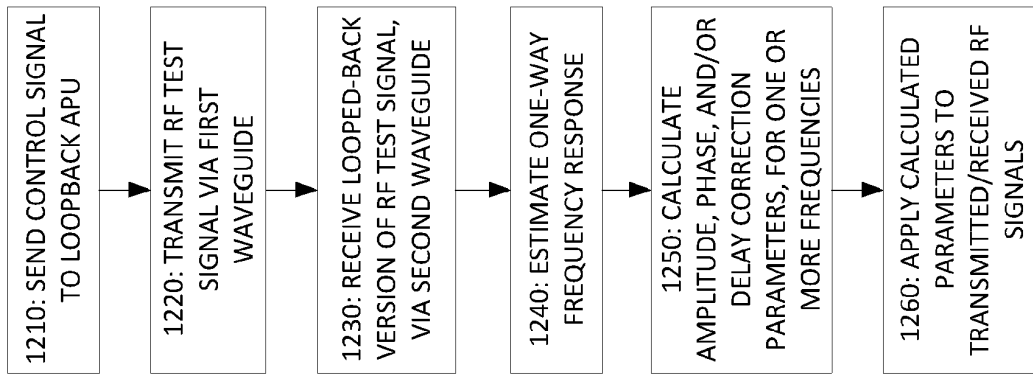 1210: SEND CONTROL SIGNAL
TO LOOPBACK APU
1220: TRANSMIT RF TEST
SIGNAL VIA FIRST
WAVEGUIDE
1230: RECEIVE LOOPED-BACK
VERSION OF RF TEST SIGNAL,
VIA SECOND WAVEGUIDE
1240: ESTIMATE ONE-WAY
FREQUENCY RESPONSE
1250: CALCULATE
AMPLITUDE, PHASE, AND/OR
DELAY CORRECTION
PARAMETERS, FOR ONE OR
MORE FREQUENCIES
1260: APPLY CALCULATED
PARAMETERS TO
TRANSMITTED/RECEIVED RF
SIGNALS